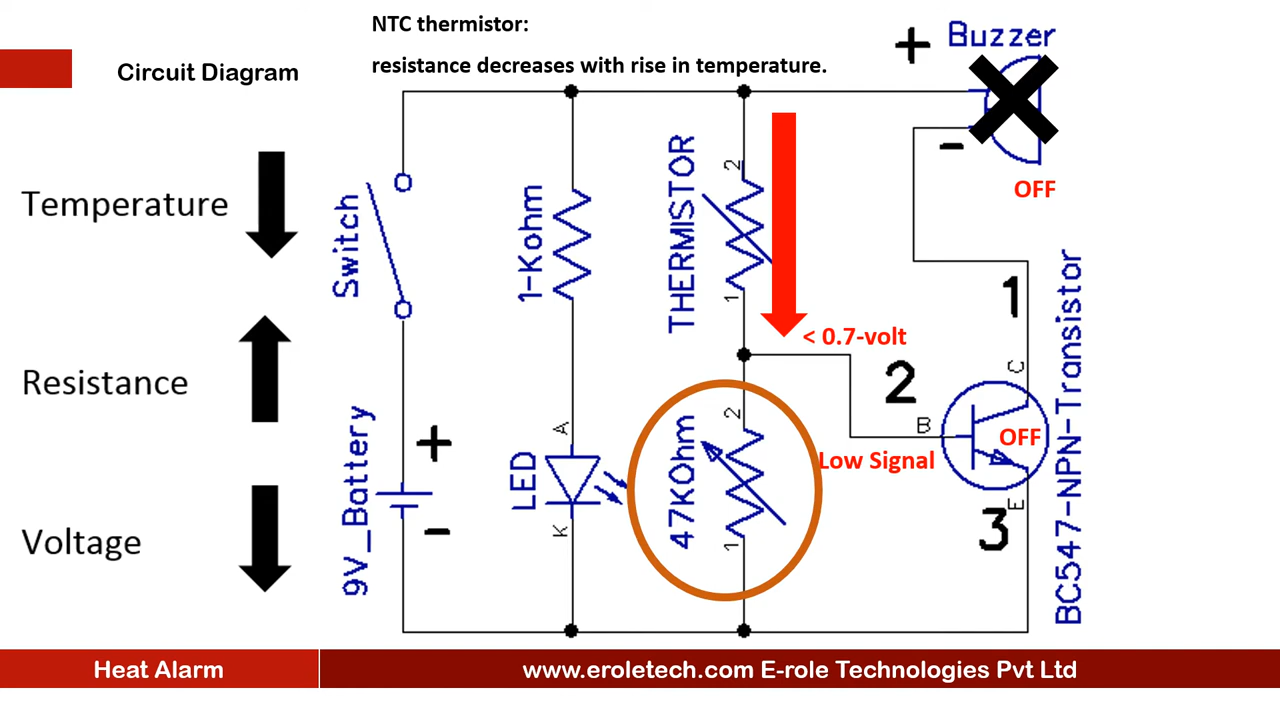 NTC thermistor:
resistance decreases with rise in temperature.
Circuit Diagram
Temperature
Resistance
Voltage
Switch
9V_Battery
+
-
1-Kohm
LED
A
K
THERMISTOR
2
1
< 0.7-volt
47KOhm
2
1
+
Buzzer
-
OFF
1
2
3
C
B
E
OFF
Low Signal
BC547-NPN-Transistor
Heat Alarm
www.eroletech.com E-role Technologies Pvt Ltd